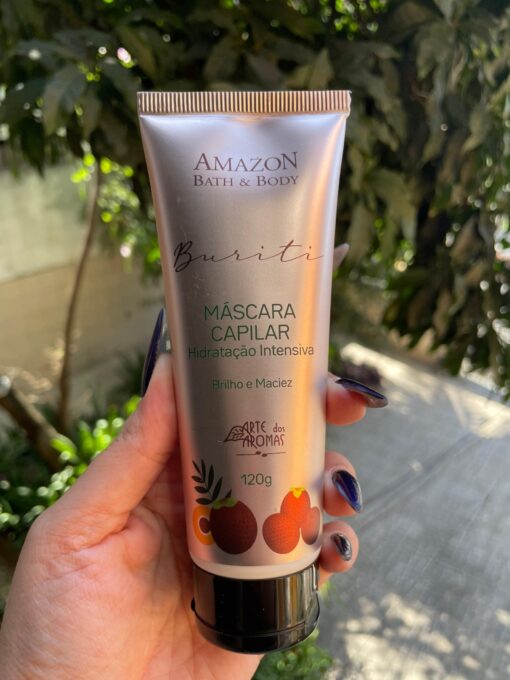 AMAZON
BATH & BODY
Buriti
MÁSCARA
CAPILAR
Hidratação Intensiva
Brilho e Maciez
ARTE dos
AROMAS
120g